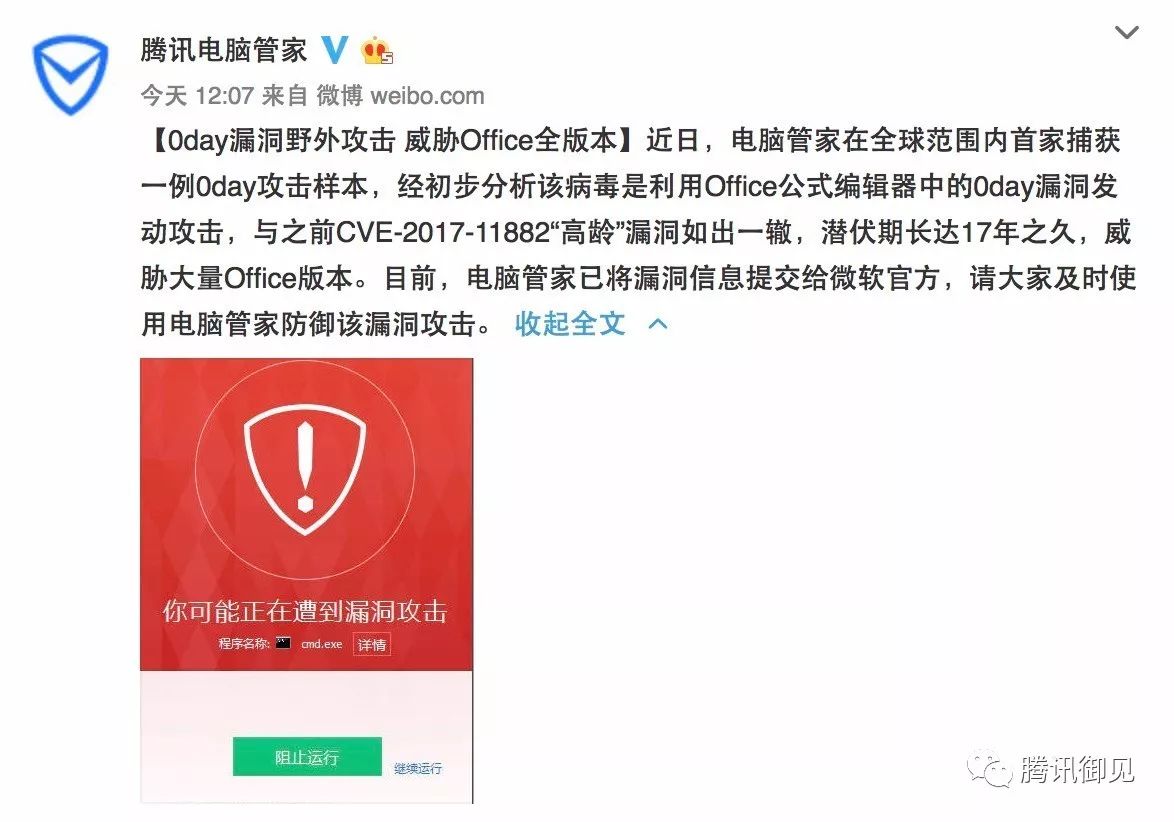 腾讯电脑管家
今天 12:07 来自 微博 weibo.com
【0day漏洞野外攻击 威胁Office全版本】近日，电脑管家在全球范围内首家捕获
一例0day攻击样本，经初步分析该病毒是利用Office公式编辑器中的0day漏洞发
动攻击，与之前CVE-2017-11882“高龄”漏洞如出一辙，潜伏期长达17年之久，威
胁大量Office版本。目前，电脑管家已将漏洞信息提交给微软官方，请大家及时使
用电脑管家防御该漏洞攻击。 收起全文
你可能正在遭到漏洞攻击
程序名称: cmd.exe 详情
阻止运行
继续运行
腾讯御见